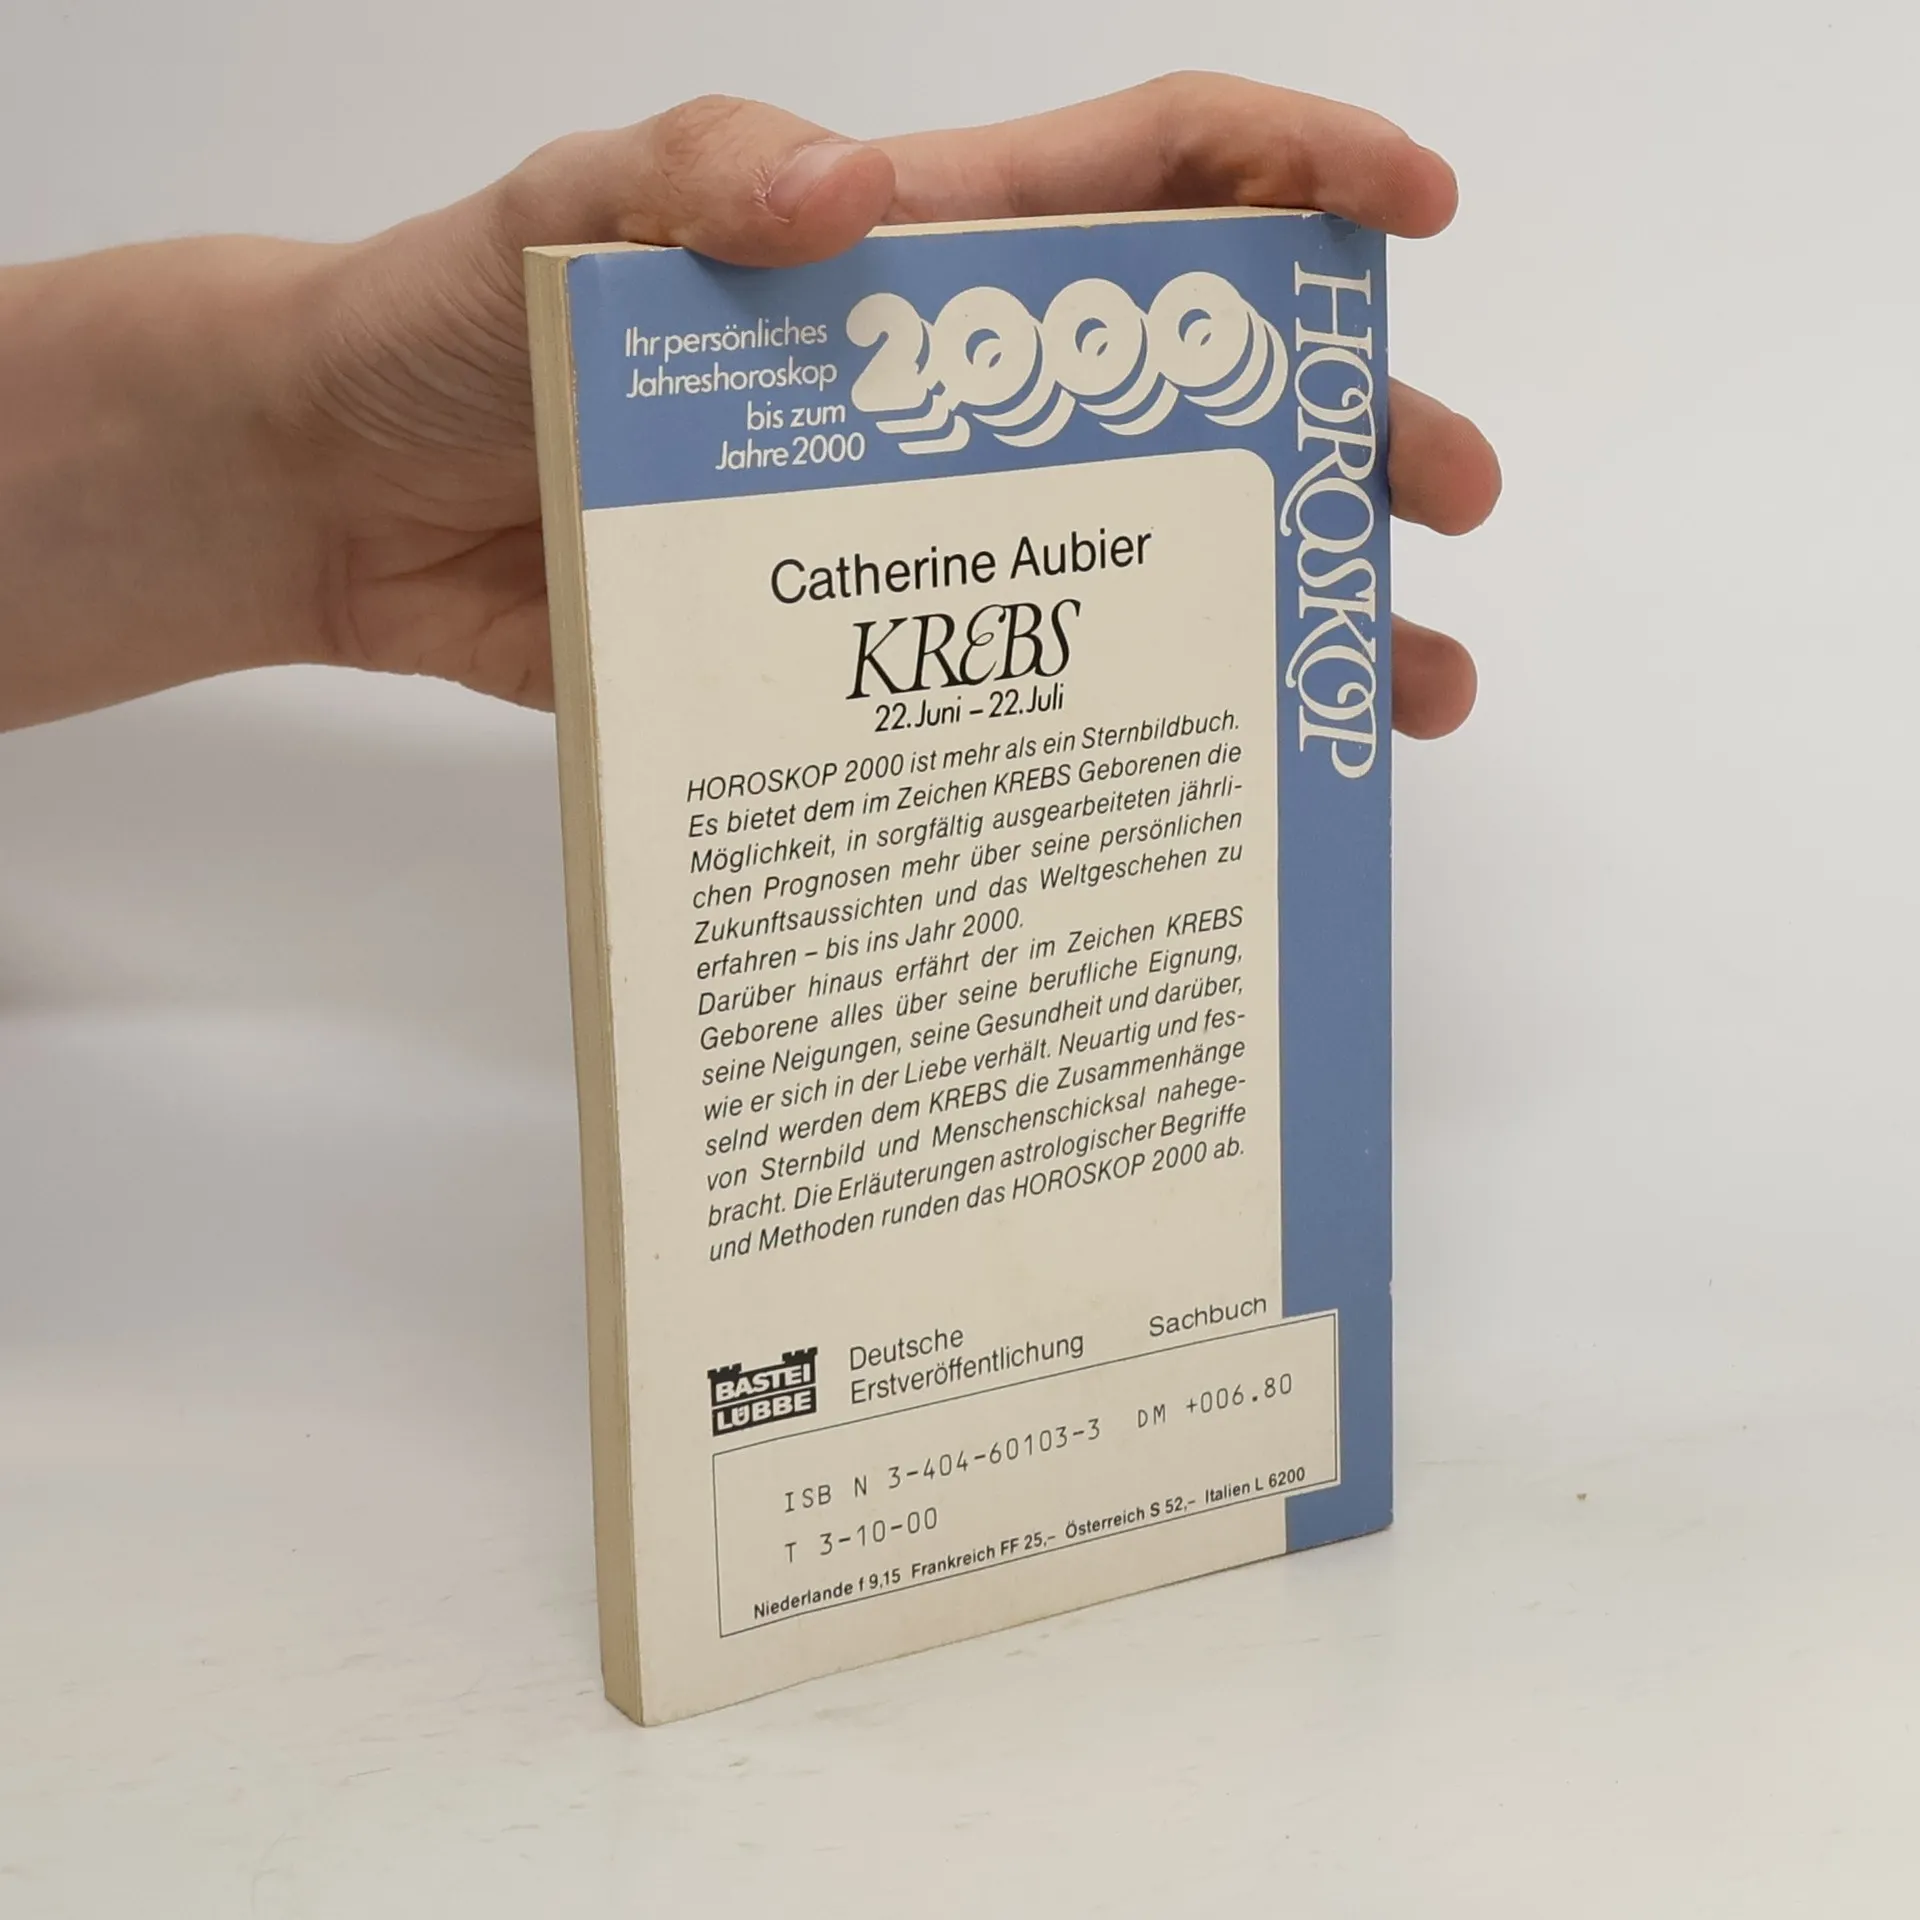 Ihr persönliches
Jahreshoroskop
bis zum
Jahre 2000
2000
HOROSKOP
Catherine Aubier
KREBS
22. Juni – 22. Juli
HOROSKOP 2000 ist mehr als ein Sternbildbuch.
Es bietet dem im Zeichen KREBS Geborenen die
Möglichkeit, in sorgfältig ausgearbeiteten jährli-
chen Prognosen mehr über seine persönlichen
Zukunftsaussichten und das Weltgeschehen zu
erfahren – bis ins Jahr 2000.
Darüber hinaus erfährt der im Zeichen KREBS
Geborene alles über seine berufliche Eignung,
seine Neigungen, seine Gesundheit und darüber,
wie er sich in der Liebe verhält. Neuartig und fes-
selnd werden dem KREBS die Zusammenhänge
von Sternbild und Menschenschicksal nahege-
bracht. Die Erläuterungen astrologischer Begriffe
und Methoden runden das HOROSKOP 2000 ab.
BASTEI
LÜBBE
Deutsche
Erstveröffentlichung
Sachbuch
ISB N 3-404-60103-3 DM +006.80
T 3-10-00
Niederlande f 9,15 Frankreich FF 25,– Österreich S 52,– Italien L 6200